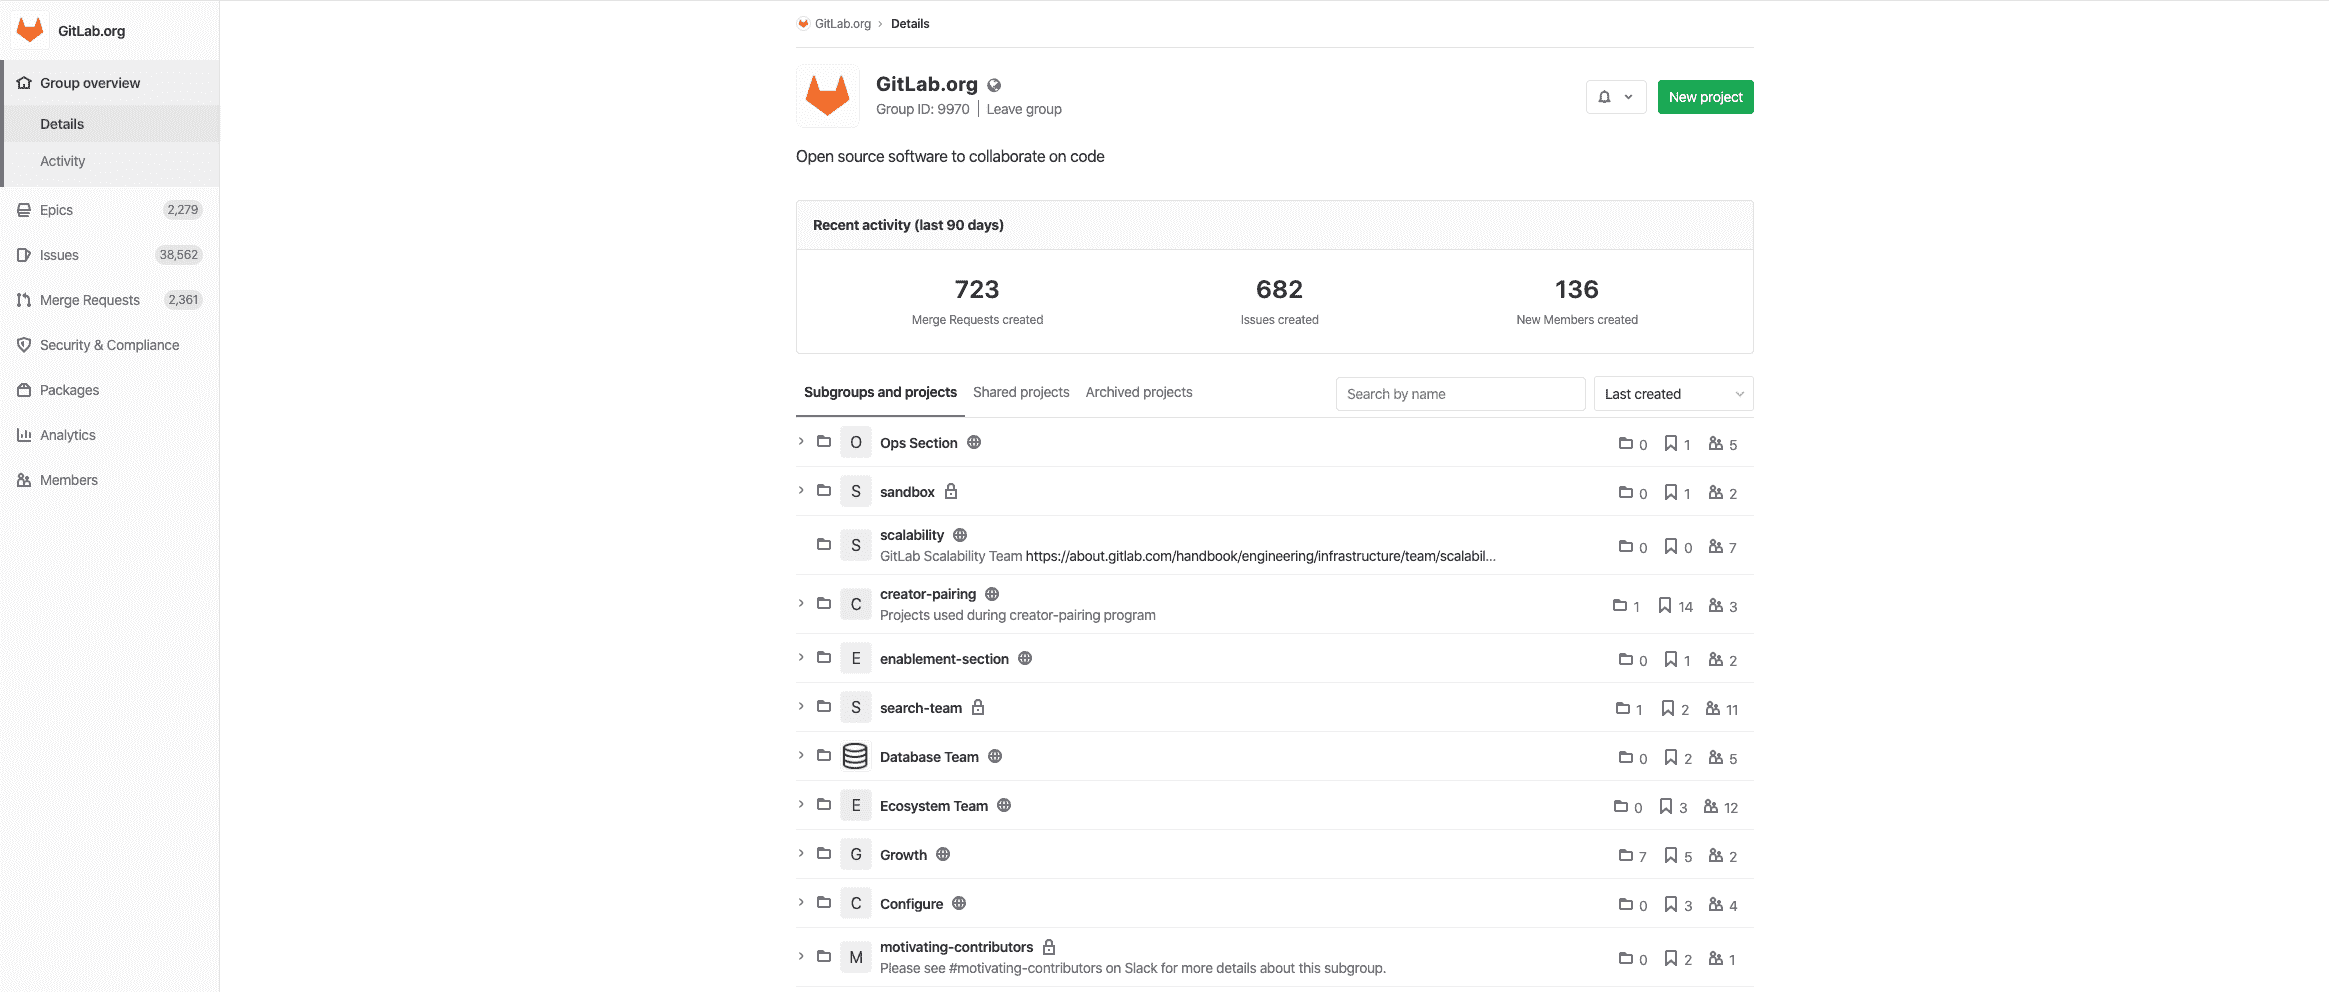 GitLab.org
Group overview
Details
Activity
Epics 2,279
Issues 38,562
Merge Requests 2,361
Security & Compliance
Packages
Analytics
Members
GitLab.org › Details
GitLab.org
Group ID: 9970 | Leave group
New project
Open source software to collaborate on code
Recent activity (last 90 days)
723 682 136
Merge Requests created Issues created New Members created
Subgroups and projects Shared projects Archived projects Search by name Last created
O Ops Section 0 1 5
S sandbox 0 1 2
scalability
S 0 0 7
GitLab Scalability Team https://about.gitlab.com/handbook/engineering/infrastructure/team/scalabil...
creator-pairing
C 1 14 3
Projects used during creator-pairing program
E enablement-section 0 1 2
S search-team 1 2 11
Database Team 0 2 5
E Ecosystem Team 0 3 12
G Growth 7 5 2
C Configure 0 3 4
motivating-contributors
M 0 2 1
Please see #motivating-contributors on Slack for more details about this subgroup.